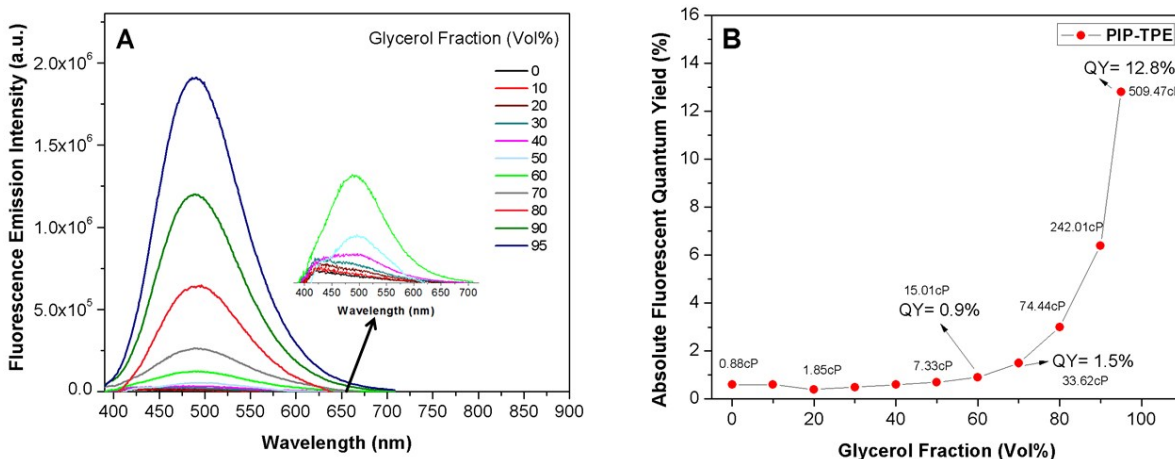 A
Glycerol Fraction (Vol%)
0
10
20
30
40
50
60
70
80
90
95
Fluorescence Emission Intensity (a.u.)
2.0x10⁶
1.5x10⁶
1.0x10⁶
5.0x10⁵
0.0
400 450 500 550 600 650 700 750 800 850 900
Wavelength (nm)
400 450 500 550 600 650 700
Wavelength (nm)
B
PIP-TPE
Absolute Fluorescent Quantum Yield (%)
16
14
12
10
8
6
4
2
0
QY= 12.8%
509.47cP
242.01cP
15.01cP
QY= 0.9%
74.44cP
0.88cP
1.85cP
7.33cP
QY= 1.5%
33.62cP
0 20 40 60 80 100
Glycerol Fraction (Vol%)